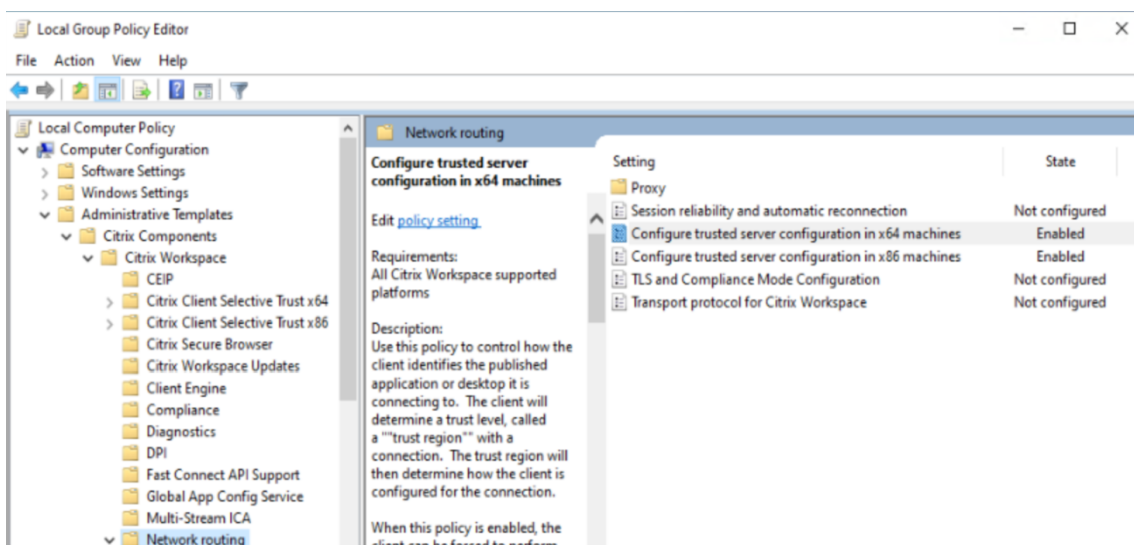 Local Group Policy Editor
File Action View Help
Local Computer Policy
Computer Configuration
Software Settings
Windows Settings
Administrative Templates
Citrix Components
Citrix Workspace
CEIP
Citrix Client Selective Trust x64
Citrix Client Selective Trust x86
Citrix Secure Browser
Citrix Workspace Updates
Client Engine
Compliance
Diagnostics
DPI
Fast Connect API Support
Global App Config Service
Multi-Stream ICA
Network routing
Network routing
Configure trusted server
configuration in x64 machines
Edit policy setting
Requirements:
All Citrix Workspace supported
platforms
Description:
Use this policy to control how the
client identifies the published
application or desktop it is
connecting to. The client will
determine a trust level, called
a ""trust region"" with a
connection. The trust region will
then determine how the client is
configured for the connection.
When this policy is enabled, the
client can be forced to perform
Setting State
Proxy
Session reliability and automatic reconnection Not configured
Configure trusted server configuration in x64 machines Enabled
Configure trusted server configuration in x86 machines Enabled
TLS and Compliance Mode Configuration Not configured
Transport protocol for Citrix Workspace Not configured